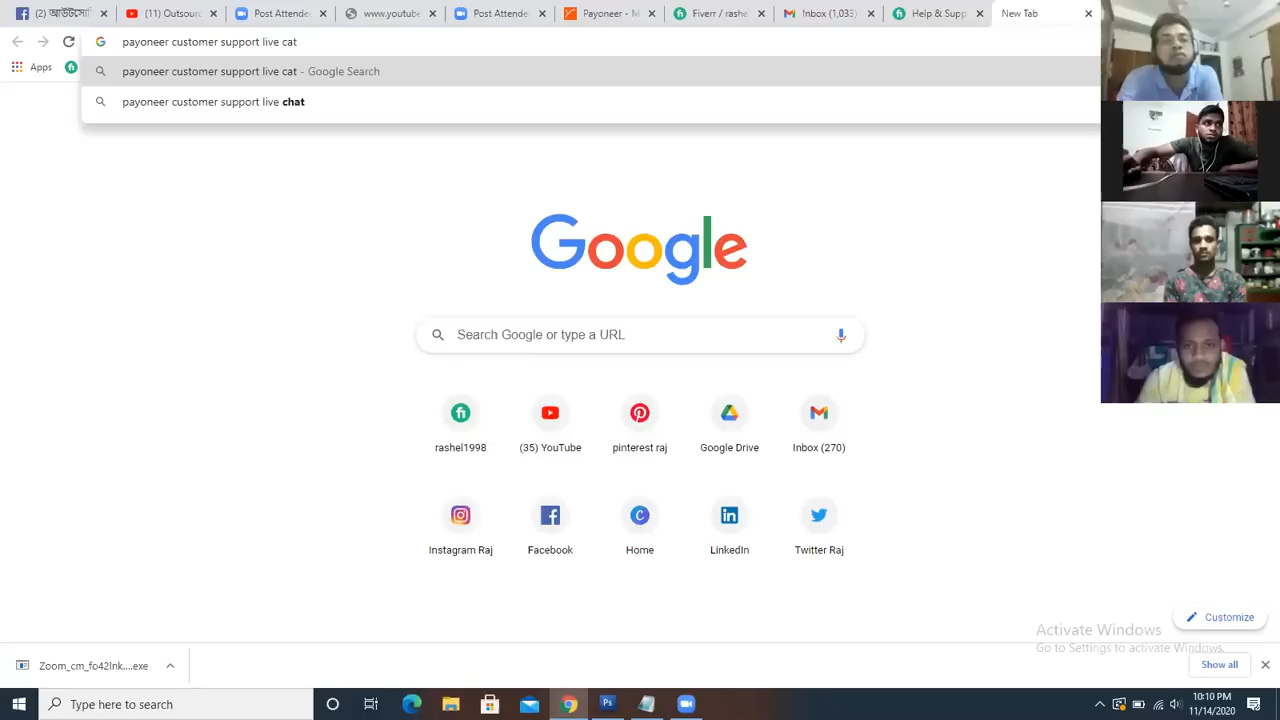 (2) আউটসো
(11) Outsour
Post Attende
www.youtube
Post Attende
Payoneer - M
Fiverr / rashe
Inbox (1,033)
Help & Supp
New Tab
payoneer customer support live cat
Apps
payoneer customer support live cat - Google Search
payoneer customer support live chat
Google
Search Google or type a URL
rashel1998
(35) YouTube
pinterest raj
Google Drive
Inbox (270)
Instagram Raj
Facebook
Home
LinkedIn
Twitter Raj
Customize
Activate Windows
Go to Settings to activate Windows.
Zoom_cm_fo42lnk....exe
Show all
Type here to search
10:10 PM
11/14/2020